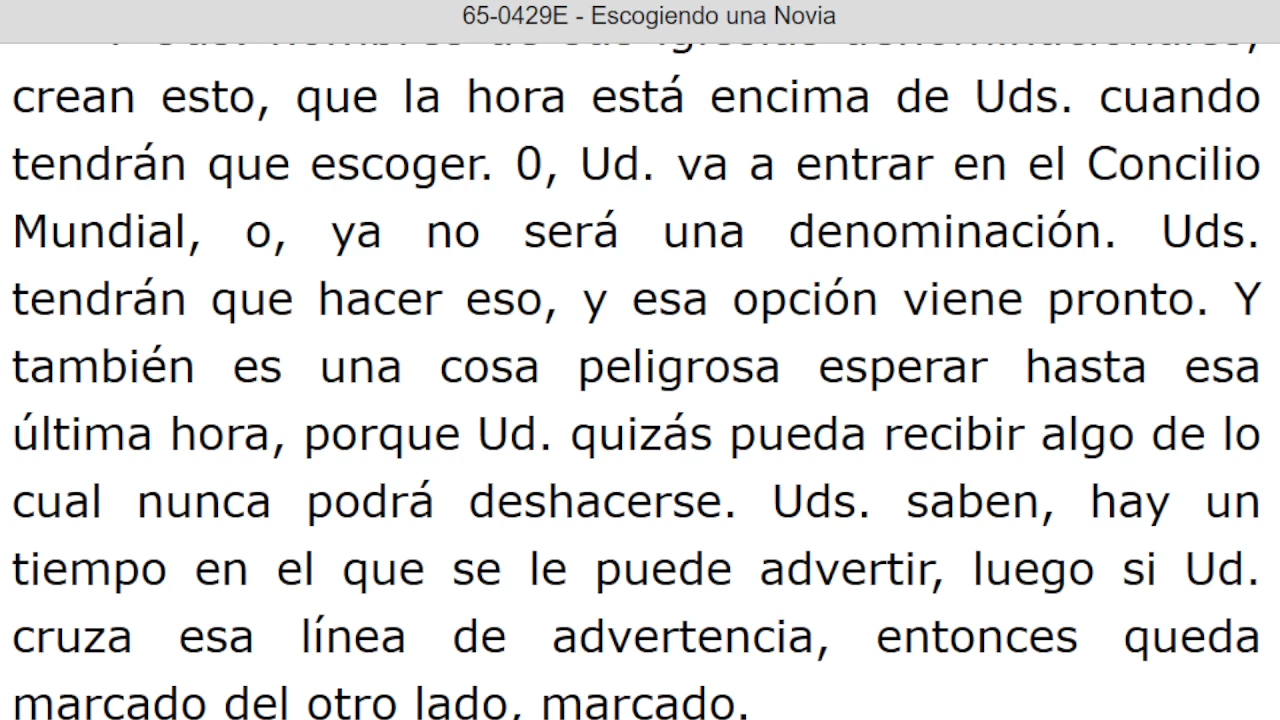 65-0429E - Escogiendo una Novia
crean esto, que la hora está encima de Uds. cuando
tendrán que escoger. 0, Ud. va a entrar en el Concilio
Mundial, o, ya no será una denominación. Uds.
tendrán que hacer eso, y esa opción viene pronto. Y
también es una cosa peligrosa esperar hasta esa
última hora, porque Ud. quizás pueda recibir algo de lo
cual nunca podrá deshacerse. Uds. saben, hay un
tiempo en el que se le puede advertir, luego si Ud.
cruza esa línea de advertencia, entonces queda
marcado del otro lado, marcado.